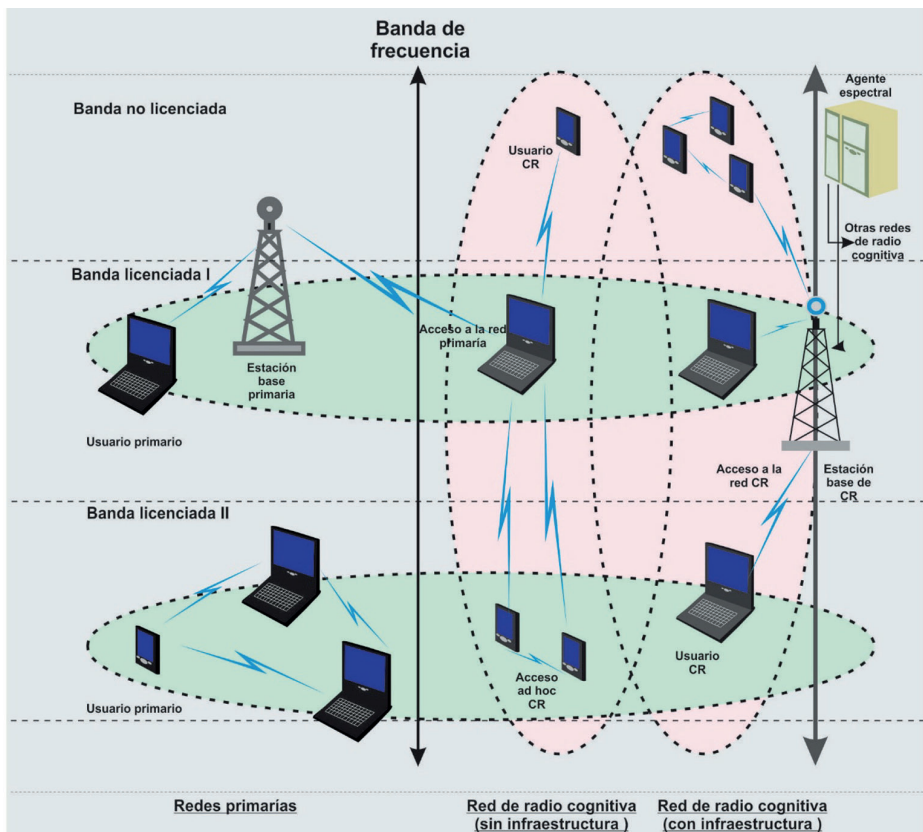 Banda de
frecuencia
Banda no licenciada
Usuario
CR
Agente
espectral
Otras redes
de radio
cognitiva
Banda licenciada I
Acceso a la red
primaria
Estación
base
primaria
Usuario primario
Acceso a la
red CR
Estación
base de
CR
Banda licenciada II
Usuario primario
Acceso
ad hoc
CR
Usuario
CR
Redes primarias
Red de radio cognitiva
(sin infraestructura )
Red de radio cognitiva
(con infraestructura )